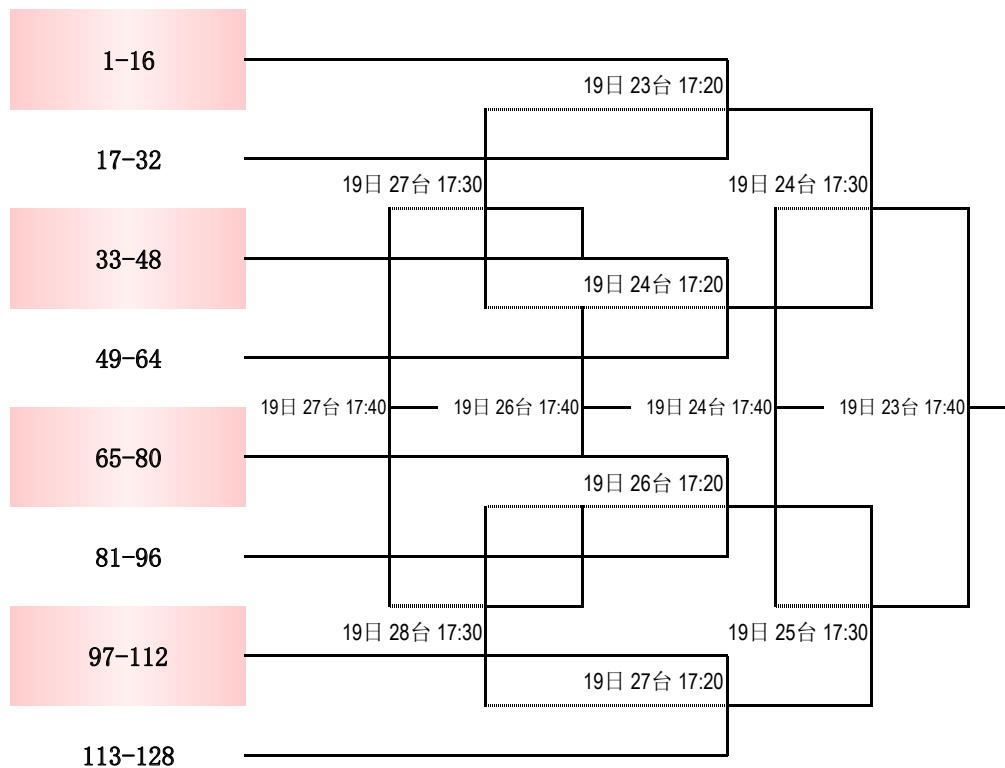 1-16
19日 23台 17:20
17-32
19日 27台 17:30
19日 24台 17:30
33-48
19日 24台 17:20
49-64
19日 27台 17:40
19日 26台 17:40
19日 24台 17:40
19日 23台 17:40
65-80
19日 26台 17:20
81-96
19日 28台 17:30
19日 25台 17:30
97-112
19日 27台 17:20
113-128